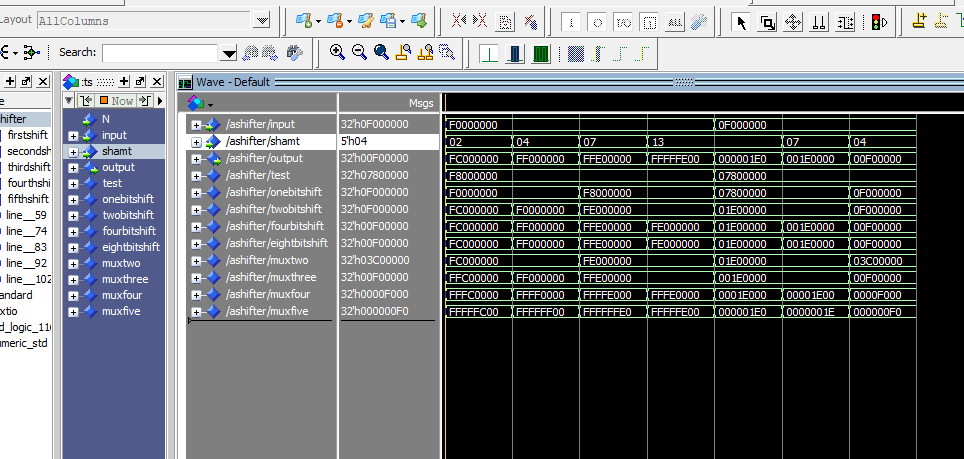 Layout AllColumns
Search:
:ts
Now
Wave - Default
Msgs
e
shifter
firstshift
secondsh
thirdshift
fourthshi
fifthshift
line__59
line__74
line__83
line__92
line__102
andard
xtio
d_logic_116
umeric_std
N
input
shamt
output
test
onebitshift
twobitshift
fourbitshift
eightbitshift
muxtwo
muxthree
muxfour
muxfive
/ashifter/input 32'h0F000000 F0000000 0F000000
/ashifter/shamt 5'h04 02 04 07 13 07 04
/ashifter/output 32'h00F00000 FC000000 FF000000 FFE00000 FFFFFE00 000001E0 001E0000 00F00000
/ashifter/test 32'h07800000 F8000000 07800000
/ashifter/onebitshift 32'h0F000000 F0000000 F8000000 07800000 0F000000
/ashifter/twobitshift 32'h0F000000 FC000000 F0000000 FE000000 01E00000 0F000000
/ashifter/fourbitshift 32'h00F00000 FC000000 FF000000 FFE00000 FE000000 01E00000 001E0000 00F00000
/ashifter/eightbitshift 32'h00F00000 FC000000 FF000000 FFE00000 FE000000 01E00000 001E0000 00F00000
/ashifter/muxtwo 32'h03C00000 FC000000 FE000000 01E00000 03C00000
/ashifter/muxthree 32'h00F00000 FFC00000 FF000000 FFE00000 001E0000 00F00000
/ashifter/muxfour 32'h0000F000 FFFC0000 FFFF0000 FFFFE000 FFFE0000 0001E000 00001E00 0000F000
/ashifter/muxfive 32'h000000F0 FFFFFC00 FFFFFF00 FFFFFFE0 FFFFFE00 000001E0 0000001E 000000F0